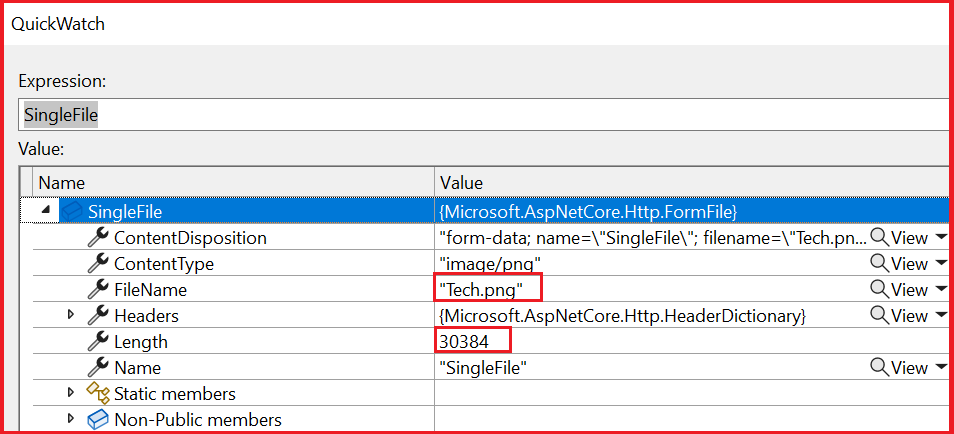 QuickWatch
Expression:
SingleFile
Value:
Name Value
SingleFile {Microsoft.AspNetCore.Http.FormFile}
ContentDisposition "form-data; name=\"SingleFile\"; filename=\"Tech.pn... View
ContentType "image/png" View
FileName "Tech.png" View
Headers {Microsoft.AspNetCore.Http.HeaderDictionary} View
Length 30384
Name "SingleFile" View
Static members
Non-Public members